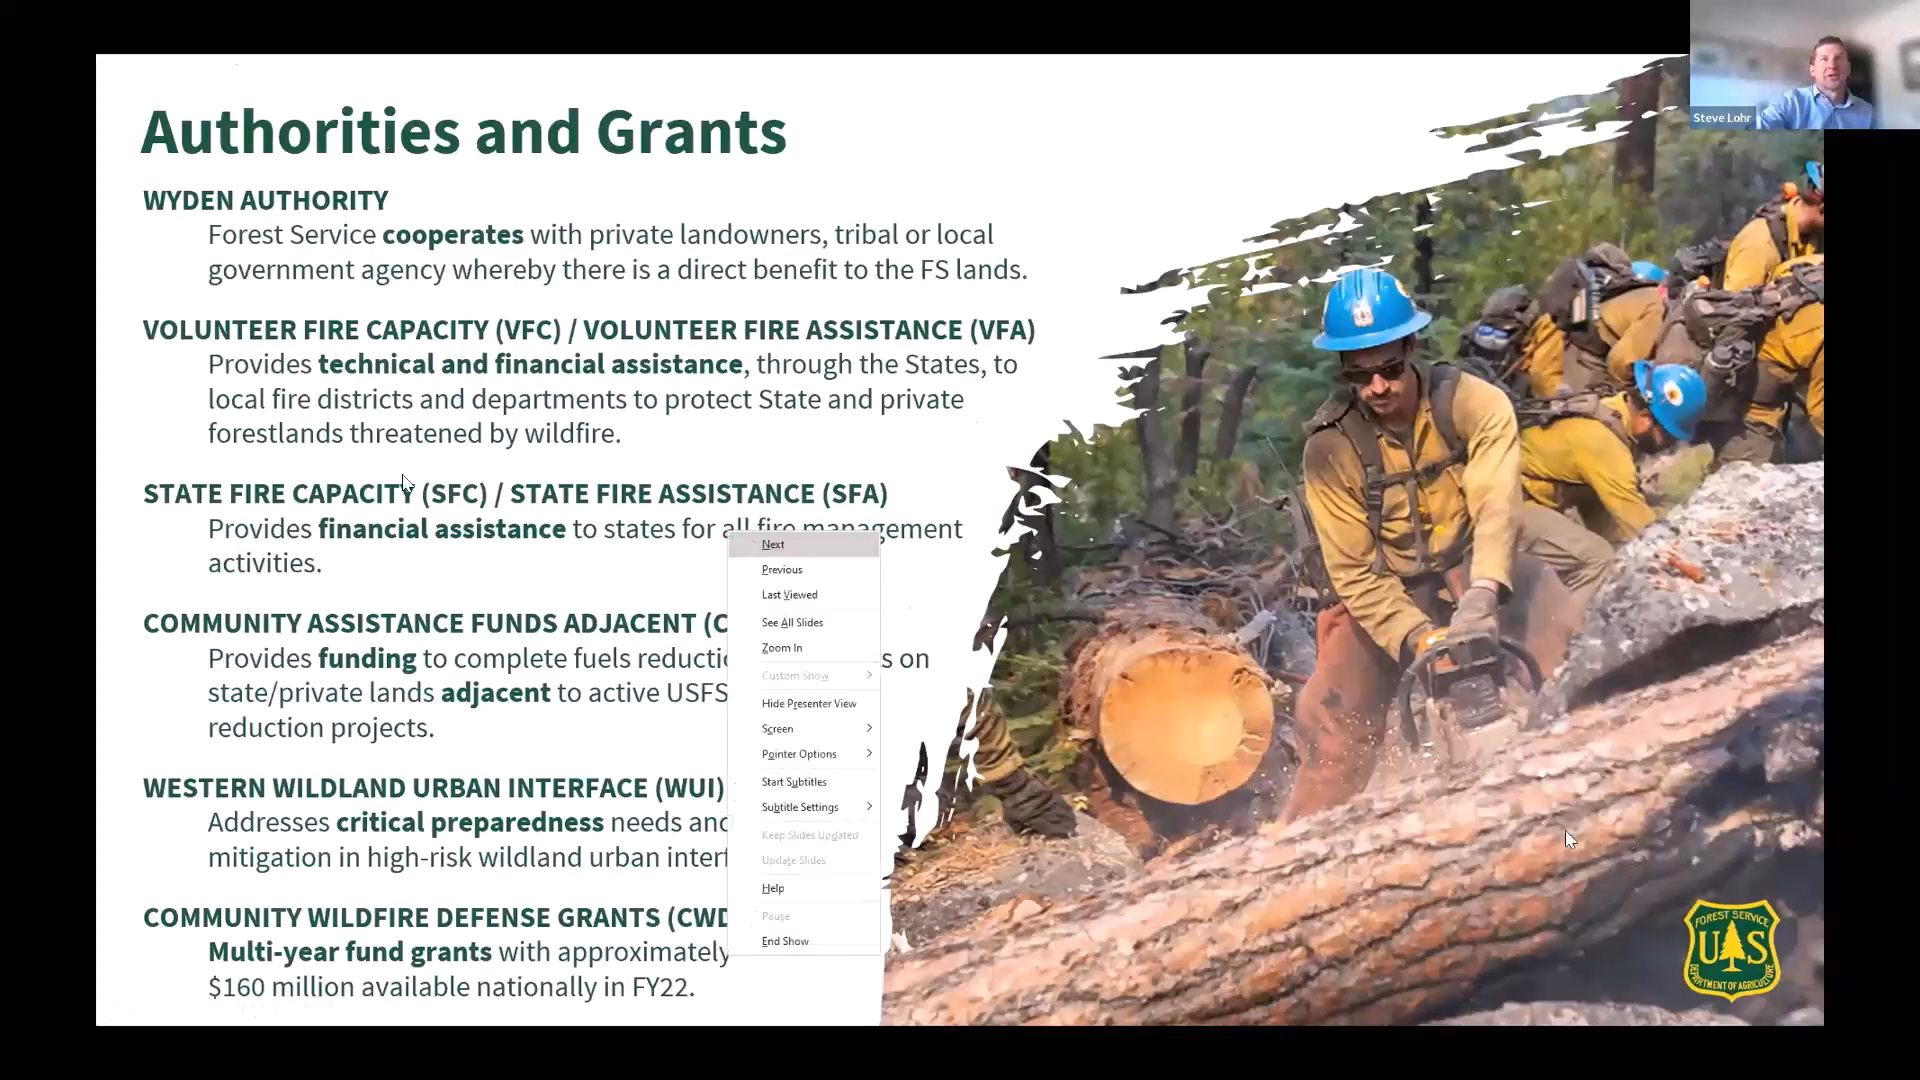 Steve Lohr
Authorities and Grants
WYDEN AUTHORITY
Forest Service cooperates with private landowners, tribal or local
government agency whereby there is a direct benefit to the FS lands.
VOLUNTEER FIRE CAPACITY (VFC) / VOLUNTEER FIRE ASSISTANCE (VFA)
Provides technical and financial assistance, through the States, to
local fire districts and departments to protect State and private
forestlands threatened by wildfire.
STATE FIRE CAPACITY (SFC) / STATE FIRE ASSISTANCE (SFA)
Provides financial assistance to states for all fire management
activities.
COMMUNITY ASSISTANCE FUNDS ADJACENT (C
Provides funding to complete fuels reducti s on
state/private lands adjacent to active USFS
reduction projects.
WESTERN WILDLAND URBAN INTERFACE (WUI)
Addresses critical preparedness needs and
mitigation in high-risk wildland urban interf
COMMUNITY WILDFIRE DEFENSE GRANTS (CWD
Multi-year fund grants with approximately
$160 million available nationally in FY22.
Next
Previous
Last Viewed
See All Slides
Zoom In
Custom Show
Hide Presenter View
Screen
Pointer Options
Start Subtitles
Subtitle Settings
Keep Slides Updated
Update Slides
Help
Pause
End Show
FOREST SERVICE
U S
DEPARTMENT OF AGRICULTURE